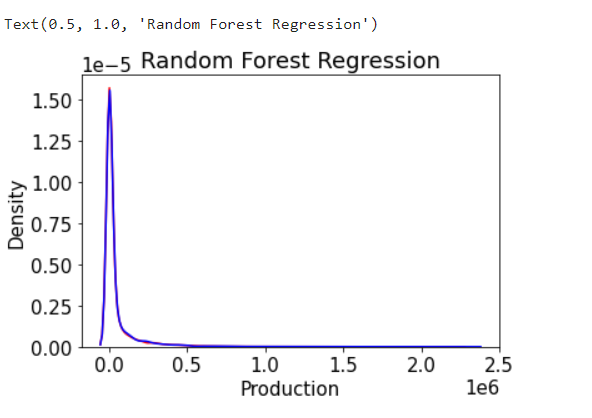 Text(0.5, 1.0, 'Random Forest Regression')
1e−5 Random Forest Regression
1.50
1.25
1.00
0.75
0.50
0.25
0.00
Density
0.0 0.5 1.0 1.5 2.0 2.5
Production 1e6